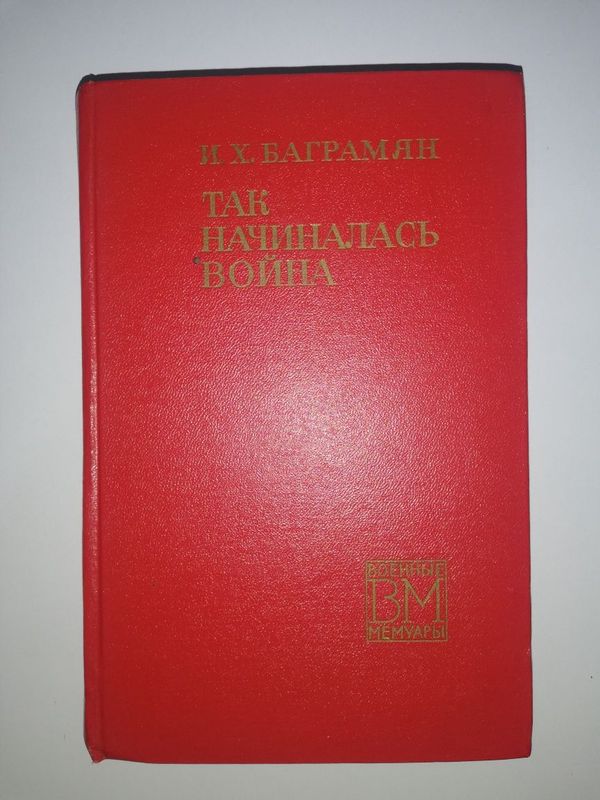 И. Х. БАГРАМЯН
ТАК
НАЧИНАЛАСЬ
ВОЙНА
ВОЕННЫЕ
ВМ
МЕМУАРЫ